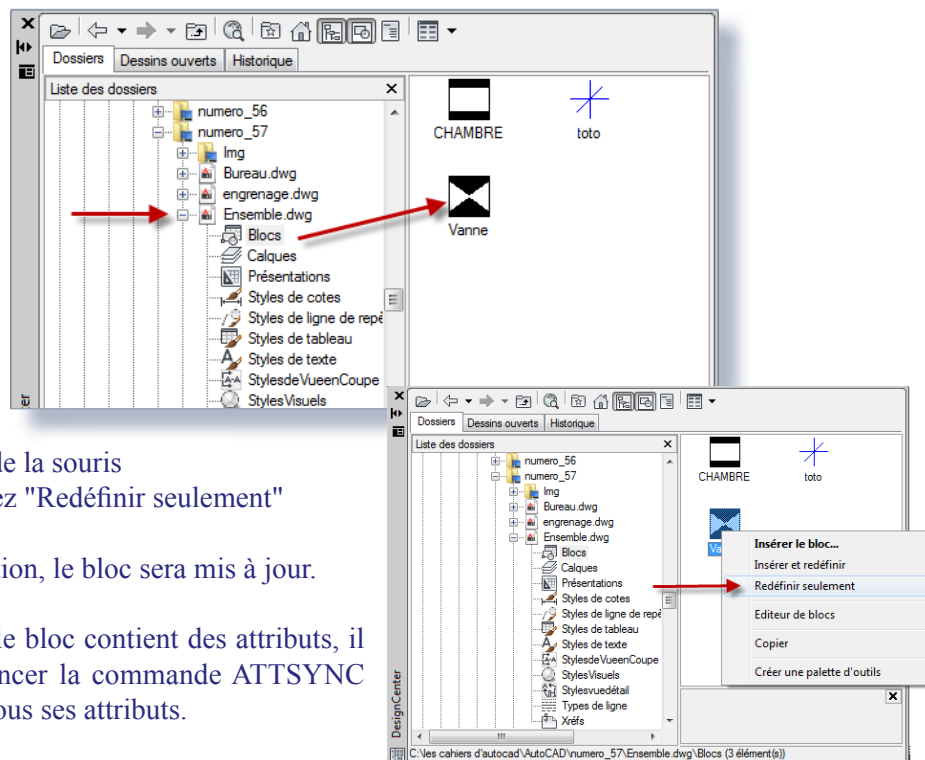 Dossiers
Dessins ouverts
Historique
Liste des dossiers
numero_56
numero_57
Img
Bureau.dwg
engrenage.dwg
Ensemble.dwg
Blocs
Calques
Présentations
Styles de cotes
Styles de ligne de repè
Styles de tableau
Styles de texte
StylesdeVueenCoupe
StylesVisuels
CHAMBRE
toto
Vanne
er
de la souris
ez "Redéfinir seulement"
tion, le bloc sera mis à jour.
le bloc contient des attributs, il
ncer la commande ATTSYNC
ous ses attributs.
Dossiers
Dessins ouverts
Historique
Liste des dossiers
numero_56
numero_57
Img
Bureau.dwg
engrenage.dwg
Ensemble.dwg
Blocs
Calques
Présentations
Styles de cotes
Styles de ligne de repè
Styles de tableau
Styles de texte
StylesdeVueenCoupe
StylesVisuels
Stylesvuedétail
Types de ligne
Xréfs
CHAMBRE
toto
Va
Insérer le bloc...
Insérer et redéfinir
Redéfinir seulement
Editeur de blocs
Copier
Créer une palette d'outils
DesignCenter
C:\les cahiers d'autocad\AutoCAD\numero_57\Ensemble.dwg\Blocs (3 élément(s))